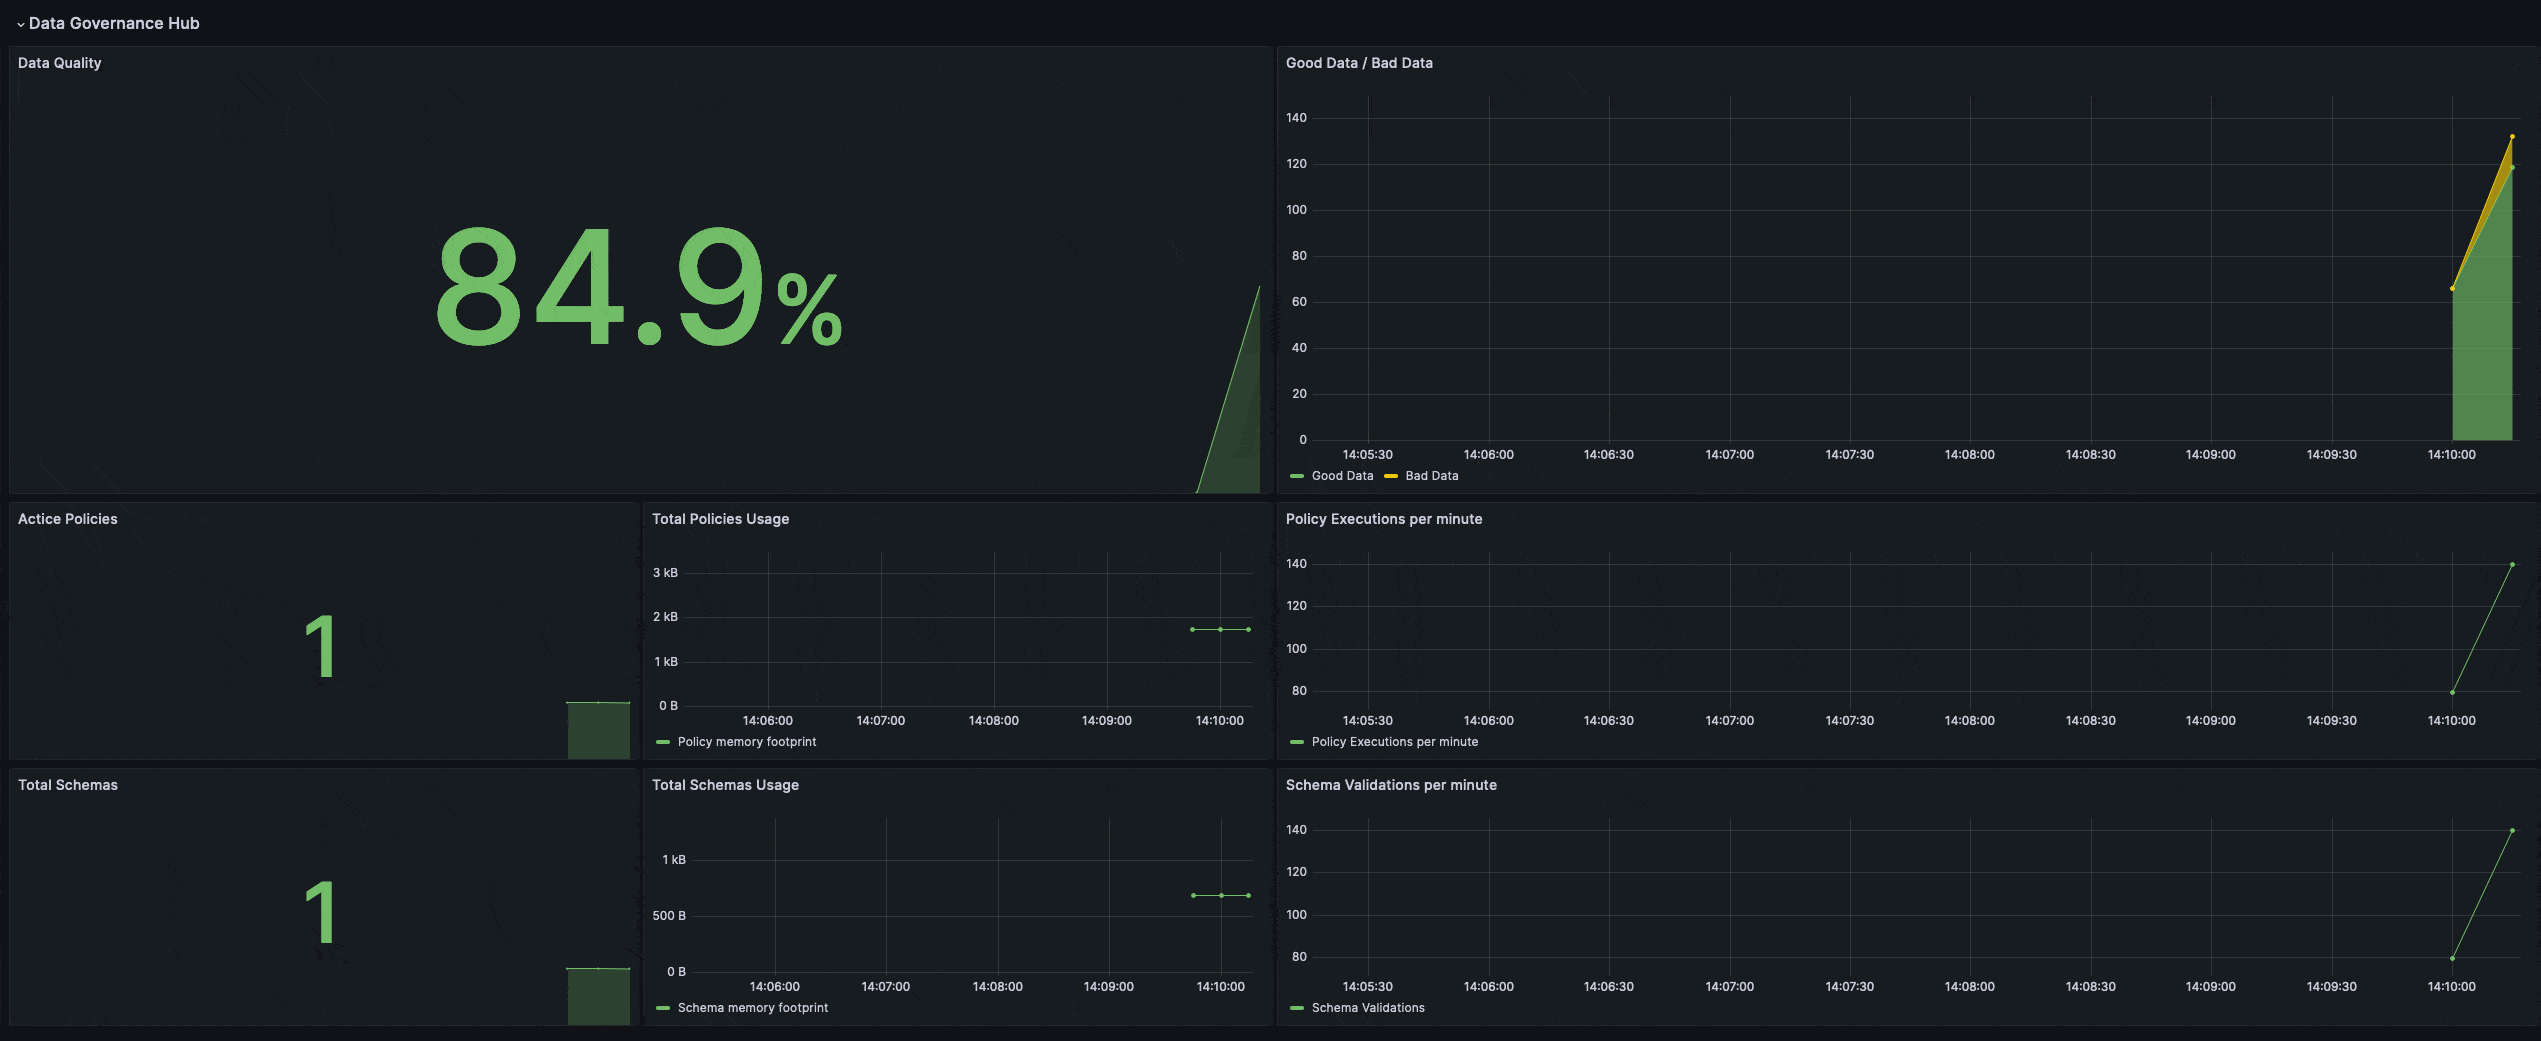 Data Governance Hub
Data Quality
84.9%
Good Data / Bad Data
140
120
100
80
60
40
20
0
14:05:30 14:06:00 14:06:30 14:07:00 14:07:30 14:08:00 14:08:30 14:09:00 14:09:30 14:10:00
Good Data Bad Data
Actice Policies
1
Total Policies Usage
3 kB
2 kB
1 kB
0 B
14:06:00 14:07:00 14:08:00 14:09:00 14:10:00
Policy memory footprint
Policy Executions per minute
140
120
100
80
14:05:30 14:06:00 14:06:30 14:07:00 14:07:30 14:08:00 14:08:30 14:09:00 14:09:30 14:10:00
Policy Executions per minute
Total Schemas
1
Total Schemas Usage
1 kB
500 B
0 B
14:06:00 14:07:00 14:08:00 14:09:00 14:10:00
Schema memory footprint
Schema Validations per minute
140
120
100
80
14:05:30 14:06:00 14:06:30 14:07:00 14:07:30 14:08:00 14:08:30 14:09:00 14:09:30 14:10:00
Schema Validations